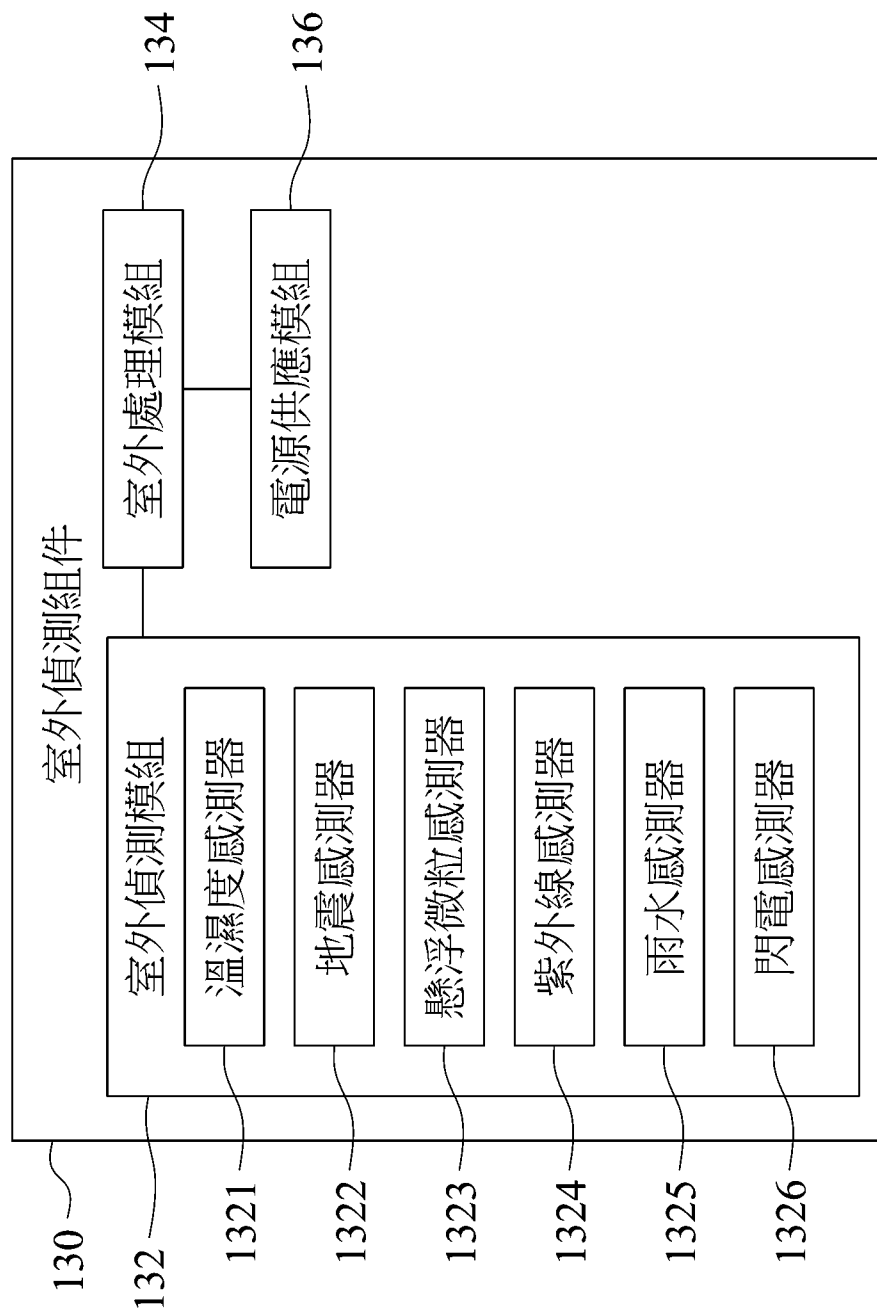 室外偵測組件
130
室外偵測模組
132
溫濕度感測器
1321
地震感測器
1322
懸浮微粒感測器
1323
紫外線感測器
1324
雨水感測器
1325
閃電感測器
1326
室外處理模組
134
電源供應模組
136